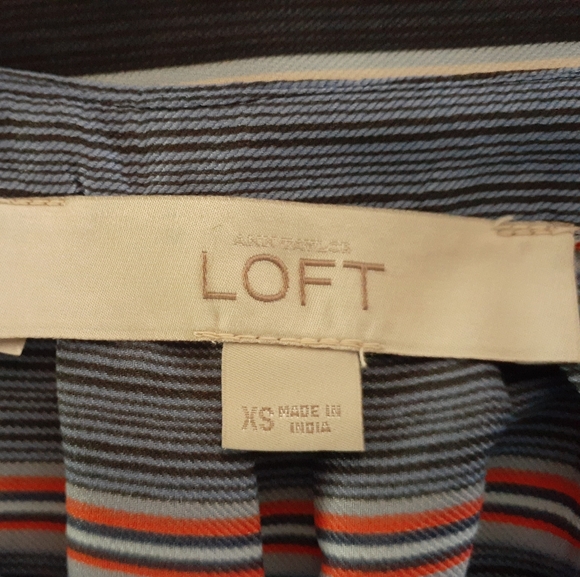 ANN TAYLOR
LOFT
XS MADE IN
INDIA